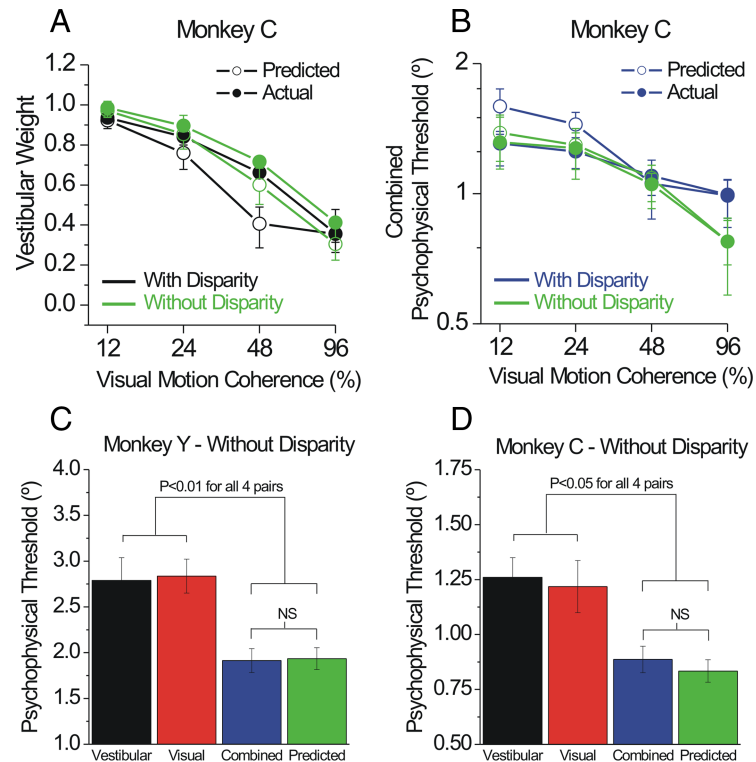 A
Monkey C
Vestibular Weight
1.2
1.0
0.8
0.6
0.4
0.2
0.0
Predicted
Actual
With Disparity
Without Disparity
12
24
48
96
Visual Motion Coherence (%)
B
Monkey C
Combined
Psychophysical Threshold (º)
2
1
0.5
Predicted
Actual
With Disparity
Without Disparity
12
24
48
96
Visual Motion Coherence (%)
C
Monkey Y - Without Disparity
Psychophysical Threshold (º)
4.0
3.5
3.0
2.5
2.0
1.5
1.0
P<0.01 for all 4 pairs
NS
Vestibular
Visual
Combined
Predicted
D
Monkey C - Without Disparity
Psychophysical Threshold (º)
1.75
1.50
1.25
1.00
0.75
0.50
P<0.05 for all 4 pairs
NS
Vestibular
Visual
Combined
Predicted